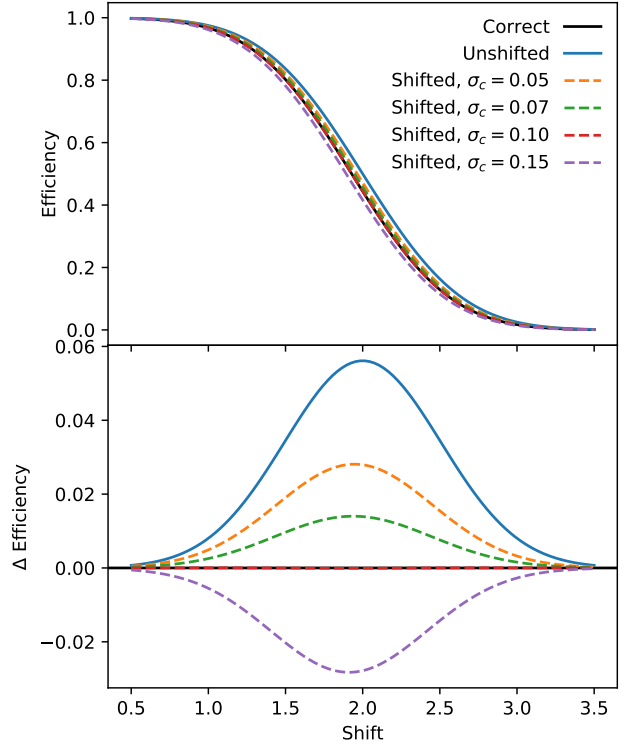 1.0
0.8
0.6
0.4
0.2
0.0
Efficiency
Correct
Unshifted
Shifted, σc = 0.05
Shifted, σc = 0.07
Shifted, σc = 0.10
Shifted, σc = 0.15
0.06
0.04
0.02
0.00
−0.02
Δ Efficiency
0.5 1.0 1.5 2.0 2.5 3.0 3.5
Shift